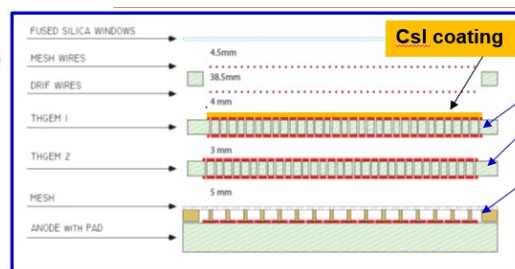 FUSED SILICA WINDOWS
CsI coating
4.5mm
MESH WIRES
38.5mm
DRIF WIRES
4 mm
THGEM 1
3 mm
THGEM 2
5 mm
MESH
ANODE WITH PAD